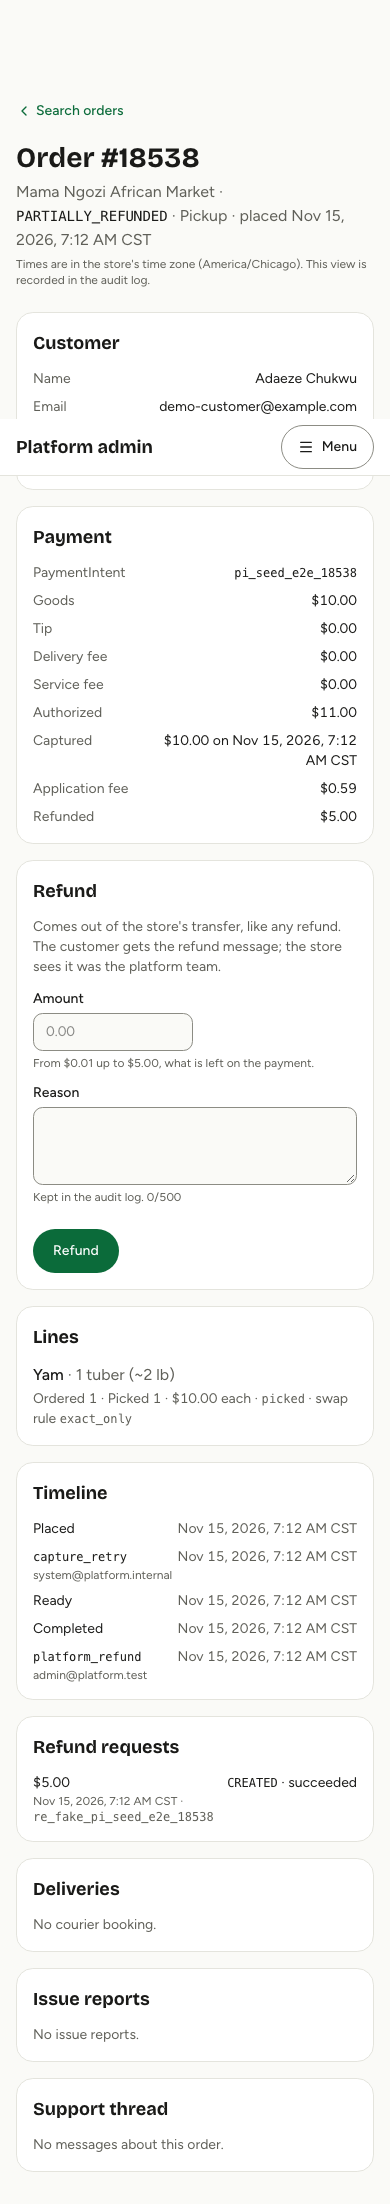 Search orders
Order #18538
Mama Ngozi African Market ·
PARTIALLY_REFUNDED · Pickup · placed Nov 15,
2026, 7:12 AM CST
Times are in the store's time zone (America/Chicago). This view is
recorded in the audit log.
Customer
Name Adaeze Chukwu
Email demo-customer@example.com
Platform admin Menu
Payment
PaymentIntent pi_seed_e2e_18538
Goods $10.00
Tip $0.00
Delivery fee $0.00
Service fee $0.00
Authorized $11.00
Captured $10.00 on Nov 15, 2026, 7:12
AM CST
Application fee $0.59
Refunded $5.00
Refund
Comes out of the store's transfer, like any refund.
The customer gets the refund message; the store
sees it was the platform team.
Amount
0.00
From $0.01 up to $5.00, what is left on the payment.
Reason
Kept in the audit log. 0/500
Refund
Lines
Yam · 1 tuber (~2 lb)
Ordered 1 · Picked 1 · $10.00 each · picked · swap
rule exact_only
Timeline
Placed Nov 15, 2026, 7:12 AM CST
capture_retry Nov 15, 2026, 7:12 AM CST
system@platform.internal
Ready Nov 15, 2026, 7:12 AM CST
Completed Nov 15, 2026, 7:12 AM CST
platform_refund Nov 15, 2026, 7:12 AM CST
admin@platform.test
Refund requests
$5.00 CREATED · succeeded
Nov 15, 2026, 7:12 AM CST ·
re_fake_pi_seed_e2e_18538
Deliveries
No courier booking.
Issue reports
No issue reports.
Support thread
No messages about this order.